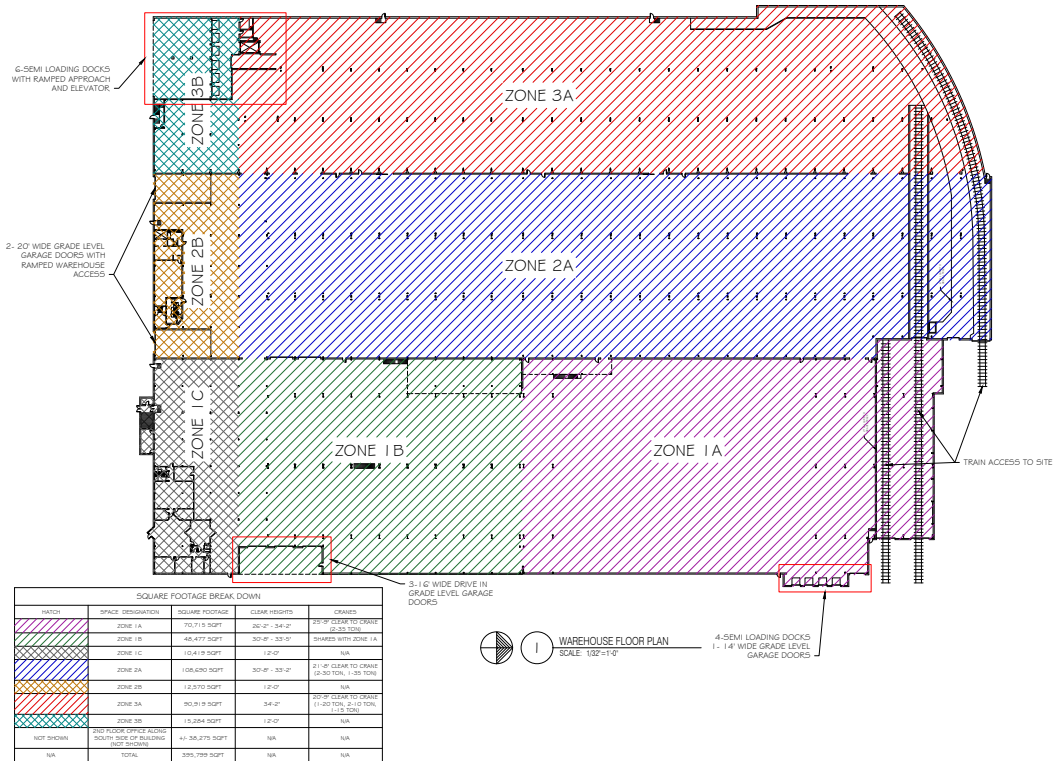 6-SEMI LOADING DOCKS
WITH RAMPED APPROACH
AND ELEVATOR
ZONE 3B
ZONE 3A
2- 20' WIDE GRADE LEVEL
GARAGE DOORS WITH
RAMPED WAREHOUSE
ACCESS
ZONE 2B
ZONE 2A
ZONE 1C
ZONE 1B
ZONE 1A
TRAIN ACCESS TO SITE
3-16' WIDE DRIVE IN
GRADE LEVEL GARAGE
DOORS
4-SEMI LOADING DOCKS
1- 14' WIDE GRADE LEVEL
GARAGE DOORS
1
WAREHOUSE FLOOR PLAN
SCALE: 1/32"=1'-0"
SQUARE FOOTAGE BREAK DOWN
HATCH SPACE DESIGNATION SQUARE FOOTAGE CLEAR HEIGHTS CRANES
ZONE 1A 70,715 SQFT 26'-2" - 34'-2" 25'-9" CLEAR TO CRANE
(2-35 TON)
ZONE 1B 48,477 SQFT 30'-8" - 33'-5" SHARES WITH ZONE 1A
ZONE 1C 10,419 SQFT 12'-0" N/A
ZONE 2A 108,690 SQFT 30'-8" - 33'-2" 21'-8" CLEAR TO CRANE
(2-30 TON, 1-35 TON)
ZONE 2B 12,570 SQFT 12'-0" N/A
ZONE 3A 90,919 SQFT 34'-2" 20'-9" CLEAR TO CRANE
(1-20 TON, 2-10 TON,
1-15 TON)
ZONE 3B 15,284 SQFT 12'-0" N/A
NOT SHOWN 2ND FLOOR OFFICE ALONG
SOUTH SIDE OF BUILDING
(NOT SHOWN) +/- 38,275 SQFT N/A N/A
N/A TOTAL 395,799 SQFT N/A N/A